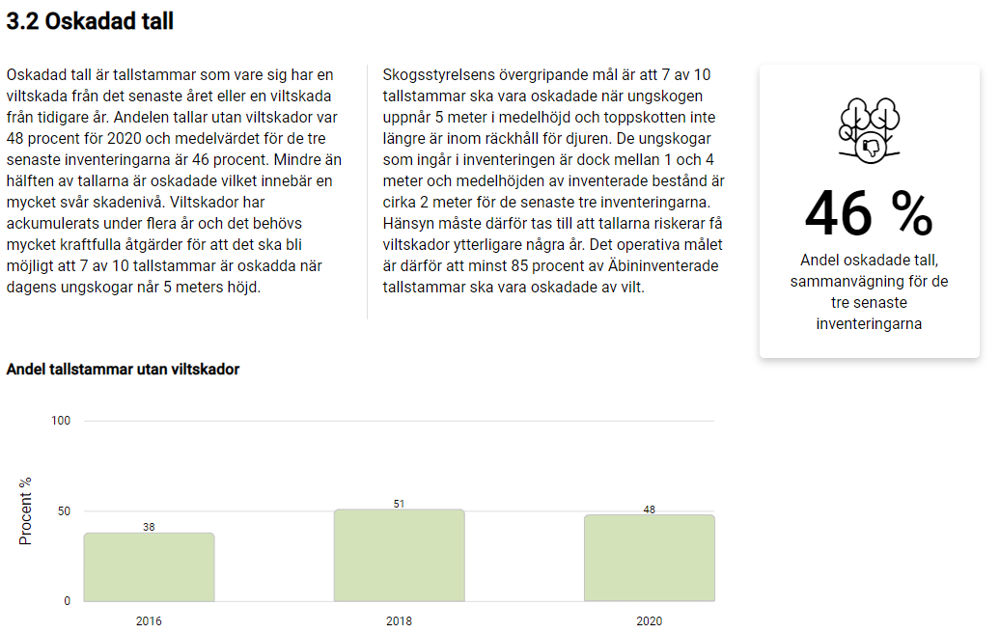 3.2 Oskadad tall
Oskadad tall är tallstammar som vare sig har en
viltskada från det senaste året eller en viltskada
från tidigare år. Andelen tallar utan viltskador var
48 procent för 2020 och medelvärdet för de tre
senaste inventeringarna är 46 procent. Mindre än
hälften av tallarna är oskadade vilket innebär en
mycket svår skadenivå. Viltskador har
ackumulerats under flera år och det behövs
mycket kraftfulla åtgärder för att det ska bli
möjligt att 7 av 10 tallstammar är oskadda när
dagens ungskogar når 5 meters höjd.
Skogsstyrelsens övergripande mål är att 7 av 10
tallstammar ska vara oskadade när ungskogen
uppnår 5 meter i medelhöjd och toppskotten inte
längre är inom räckhåll för djuren. De ungskogar
som ingår i inventeringen är dock mellan 1 och 4
meter och medelhöjden av inventerade bestånd är
cirka 2 meter för de senaste tre inventeringarna.
Hänsyn måste därför tas till att tallarna riskerar få
viltskador ytterligare några år. Det operativa målet
är därför att minst 85 procent av Äbininventerade
tallstammar ska vara oskadade av vilt.
46 %
Andel oskadade tall,
sammanvägning för de
tre senaste
inventeringarna
Andel tallstammar utan viltskador
Procent %
100
50
0
38
51
48
2016
2018
2020